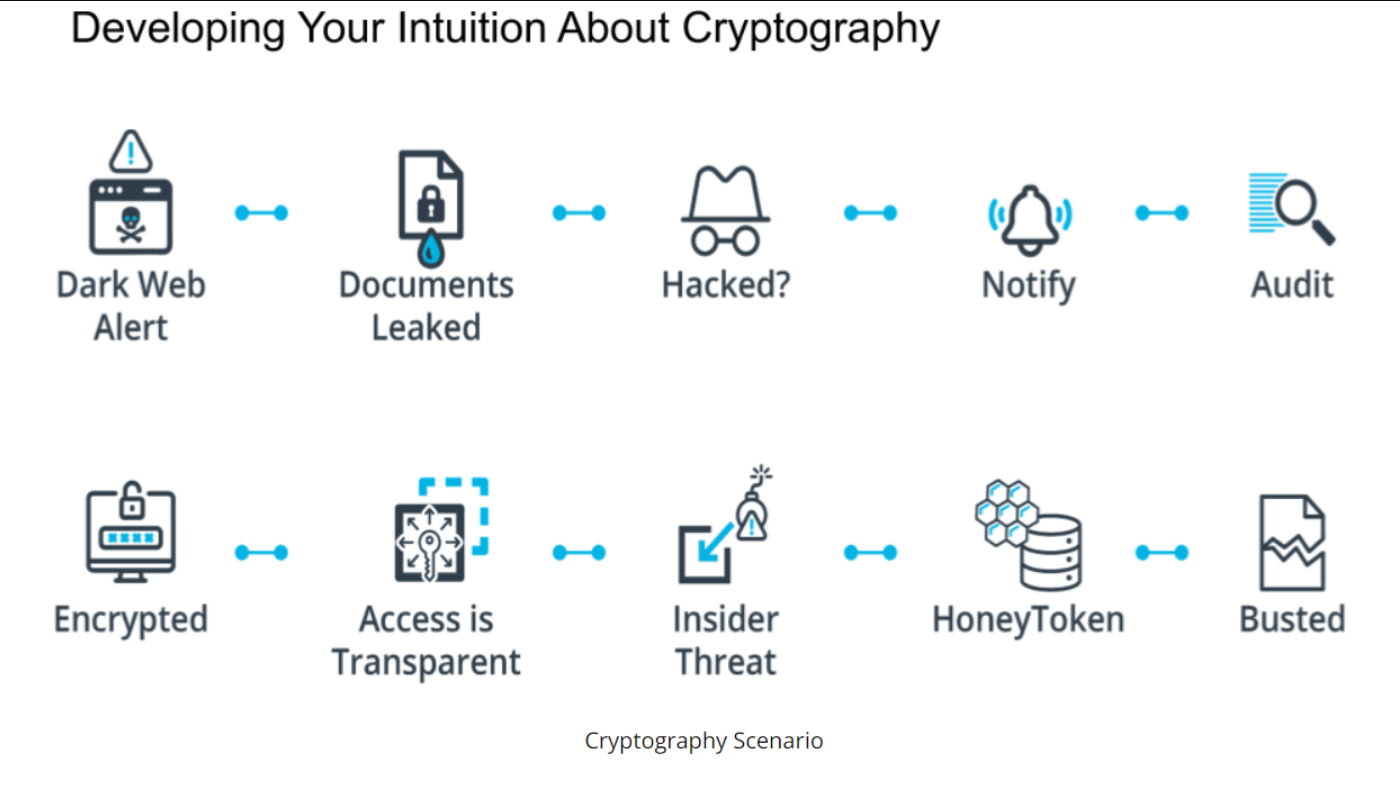 Developing Your Intuition About Cryptography
Dark Web
Alert
Documents
Leaked
Hacked?
Notify
Audit
Encrypted
Access is
Transparent
Insider
Threat
HoneyToken
Busted
Cryptography Scenario